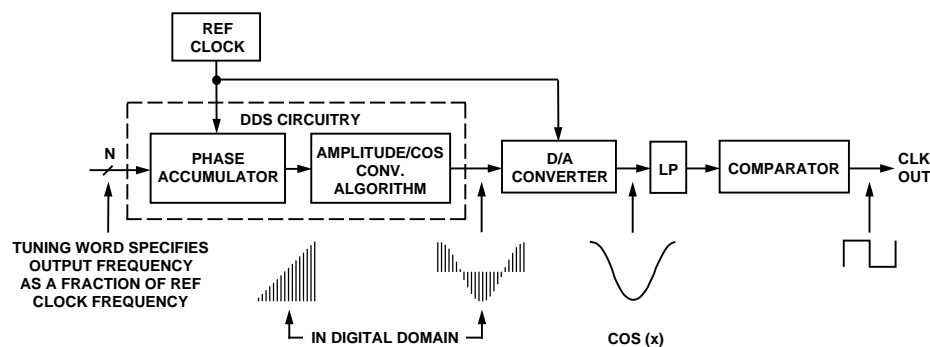 REF
CLOCK
DDS CIRCUITRY
N
PHASE
ACCUMULATOR
AMPLITUDE/COS
CONV.
ALGORITHM
D/A
CONVERTER
LP
COMPARATOR
CLK
OUT
TUNING WORD SPECIFIES
OUTPUT FREQUENCY
AS A FRACTION OF REF
CLOCK FREQUENCY
IN DIGITAL DOMAIN
COS (x)